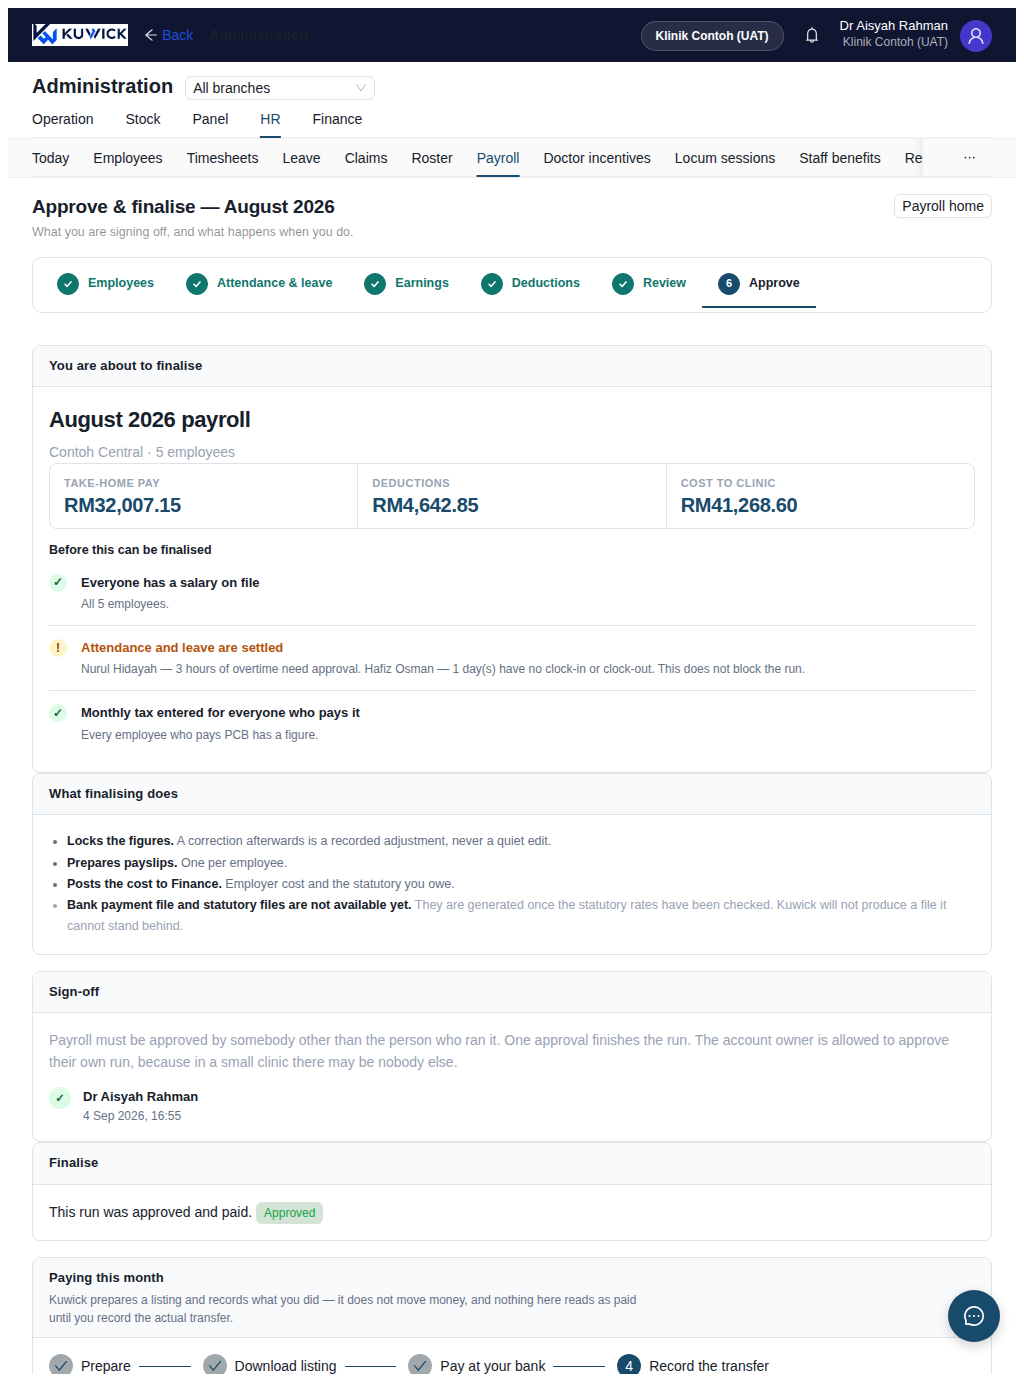 KUWICK
Back
Administration
Klinik Contoh (UAT)
Dr Aisyah Rahman
Klinik Contoh (UAT)
Administration
All branches
Operation
Stock
Panel
HR
Finance
Today
Employees
Timesheets
Leave
Claims
Roster
Payroll
Doctor incentives
Locum sessions
Staff benefits
Re
···
Approve & finalise — August 2026
Payroll home
What you are signing off, and what happens when you do.
Employees
Attendance & leave
Earnings
Deductions
Review
6
Approve
You are about to finalise
August 2026 payroll
Contoh Central · 5 employees
TAKE-HOME PAY
RM32,007.15
DEDUCTIONS
RM4,642.85
COST TO CLINIC
RM41,268.60
Before this can be finalised
✓ Everyone has a salary on file
All 5 employees.
! Attendance and leave are settled
Nurul Hidayah — 3 hours of overtime need approval. Hafiz Osman — 1 day(s) have no clock-in or clock-out. This does not block the run.
✓ Monthly tax entered for everyone who pays it
Every employee who pays PCB has a figure.
What finalising does
• Locks the figures. A correction afterwards is a recorded adjustment, never a quiet edit.
• Prepares payslips. One per employee.
• Posts the cost to Finance. Employer cost and the statutory you owe.
• Bank payment file and statutory files are not available yet. They are generated once the statutory rates have been checked. Kuwick will not produce a file it
cannot stand behind.
Sign-off
Payroll must be approved by somebody other than the person who ran it. One approval finishes the run. The account owner is allowed to approve
their own run, because in a small clinic there may be nobody else.
✓ Dr Aisyah Rahman
4 Sep 2026, 16:55
Finalise
This run was approved and paid. Approved
Paying this month
Kuwick prepares a listing and records what you did — it does not move money, and nothing here reads as paid
until you record the actual transfer.
Prepare
Download listing
Pay at your bank
4
Record the transfer